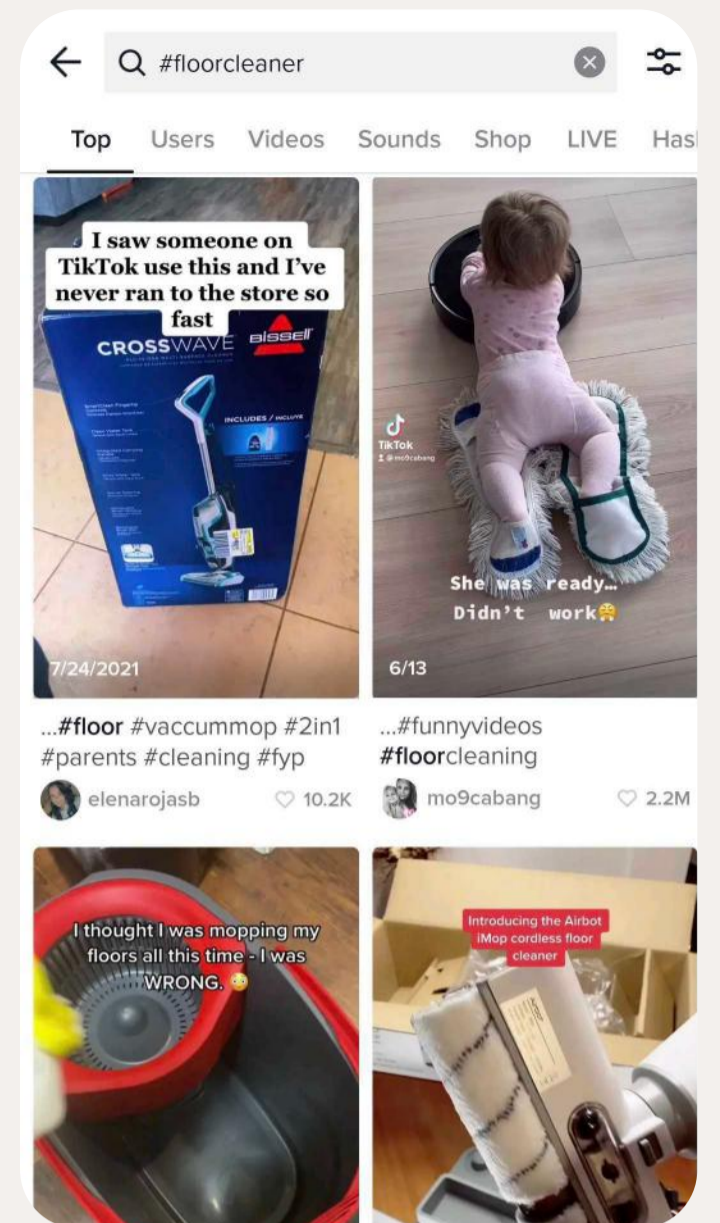 #floorcleaner
Top Users Videos Sounds Shop LIVE Has
I saw someone on
TikTok use this and I've
never ran to the store so
fast
CROSSWAVE
BISSELL
INCLUDES / INCLUYE
7/24/2021
TikTok
@mo9cabang
She was ready...
Didn't work😤
6/13
...#floor #vaccummop #2in1
#parents #cleaning #fyp
elenarojasb 10.2K
...#funnyvideos
#floorcleaning
mo9cabang 2.2M
I thought I was mopping my
floors all this time - I was
WRONG. 😳
Introducing the Airbot
iMop cordless floor
cleaner